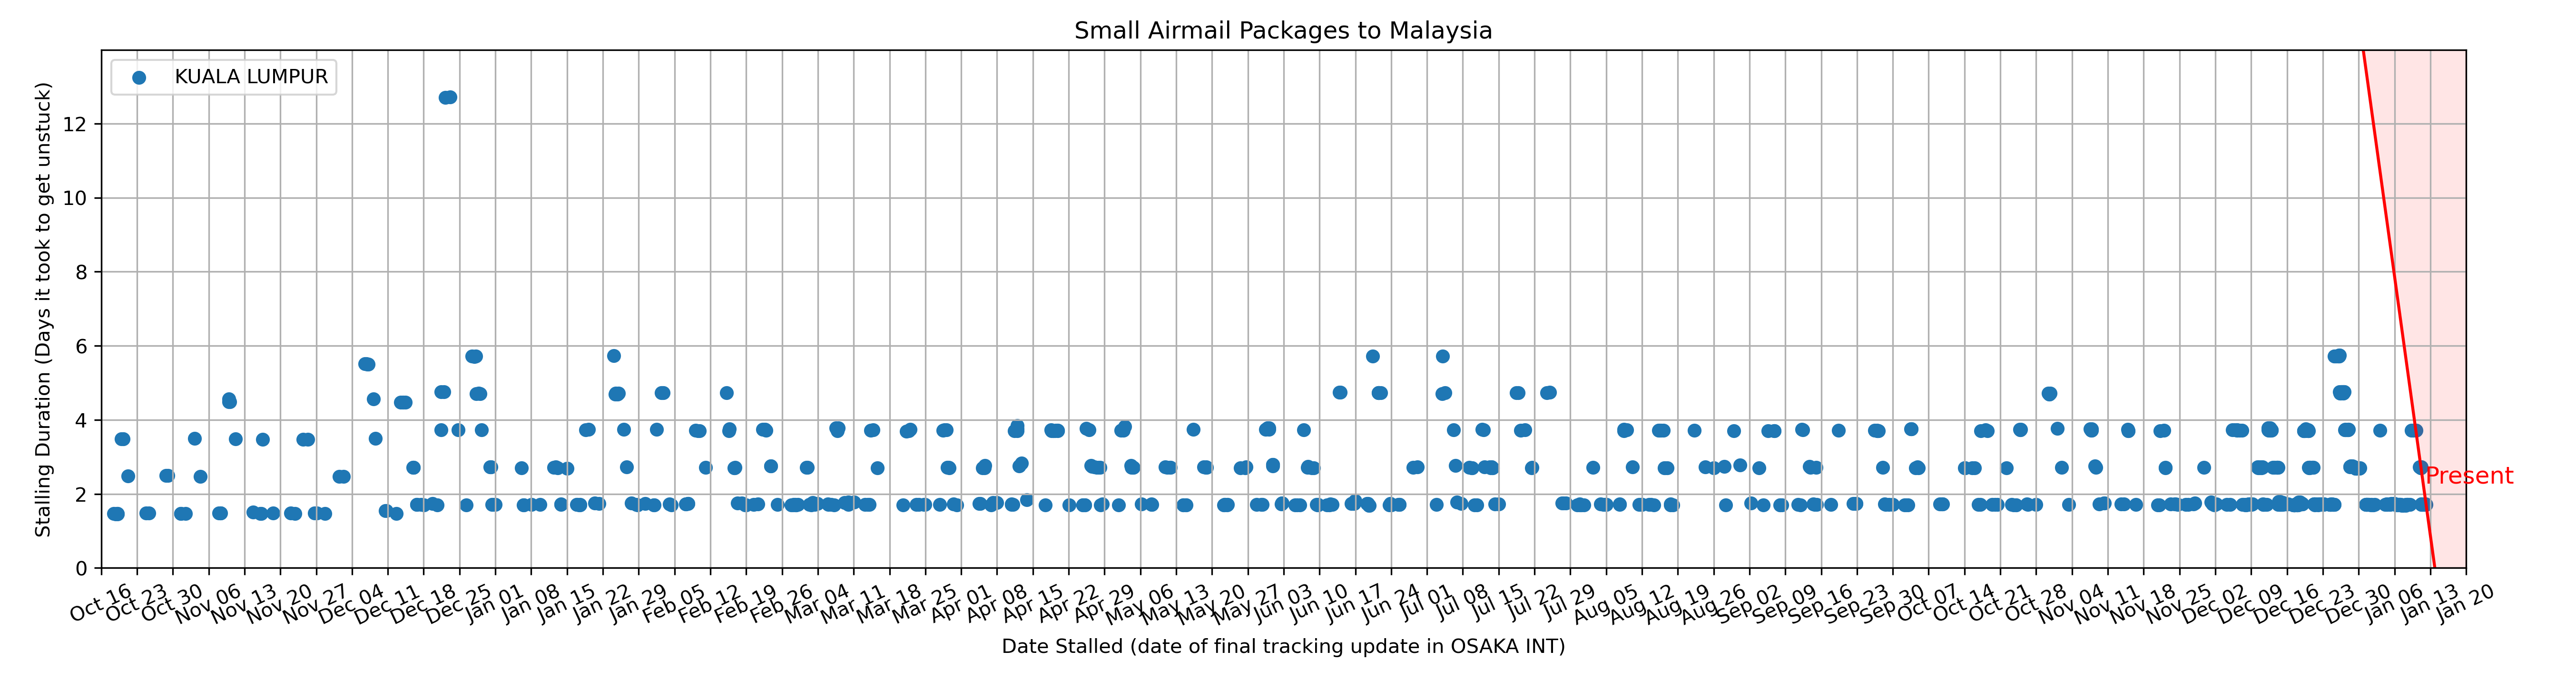 Small Airmail Packages to Malaysia
KUALA LUMPUR
Stalling Duration (Days it took to get unstuck)
12
10
8
6
4
2
0
Present
Oct 16 Oct 23 Oct 30 Nov 06 Nov 13 Nov 20 Nov 27 Dec 04 Dec 11 Dec 18 Dec 25 Jan 01 Jan 08 Jan 15 Jan 22 Jan 29 Feb 05 Feb 12 Feb 19 Feb 26 Mar 04 Mar 11 Mar 18 Mar 25 Apr 01 Apr 08 Apr 15 Apr 22 Apr 29 May 06 May 13 May 20 May 27 Jun 03 Jun 10 Jun 17 Jun 24 Jul 01 Jul 08 Jul 15 Jul 22 Jul 29 Aug 05 Aug 12 Aug 19 Aug 26 Sep 02 Sep 09 Sep 16 Sep 23 Sep 30 Oct 07 Oct 14 Oct 21 Oct 28 Nov 04 Nov 11 Nov 18 Nov 25 Dec 02 Dec 09 Dec 16 Dec 23 Dec 30 Jan 06 Jan 13 Jan 20
Date Stalled (date of final tracking update in OSAKA INT)